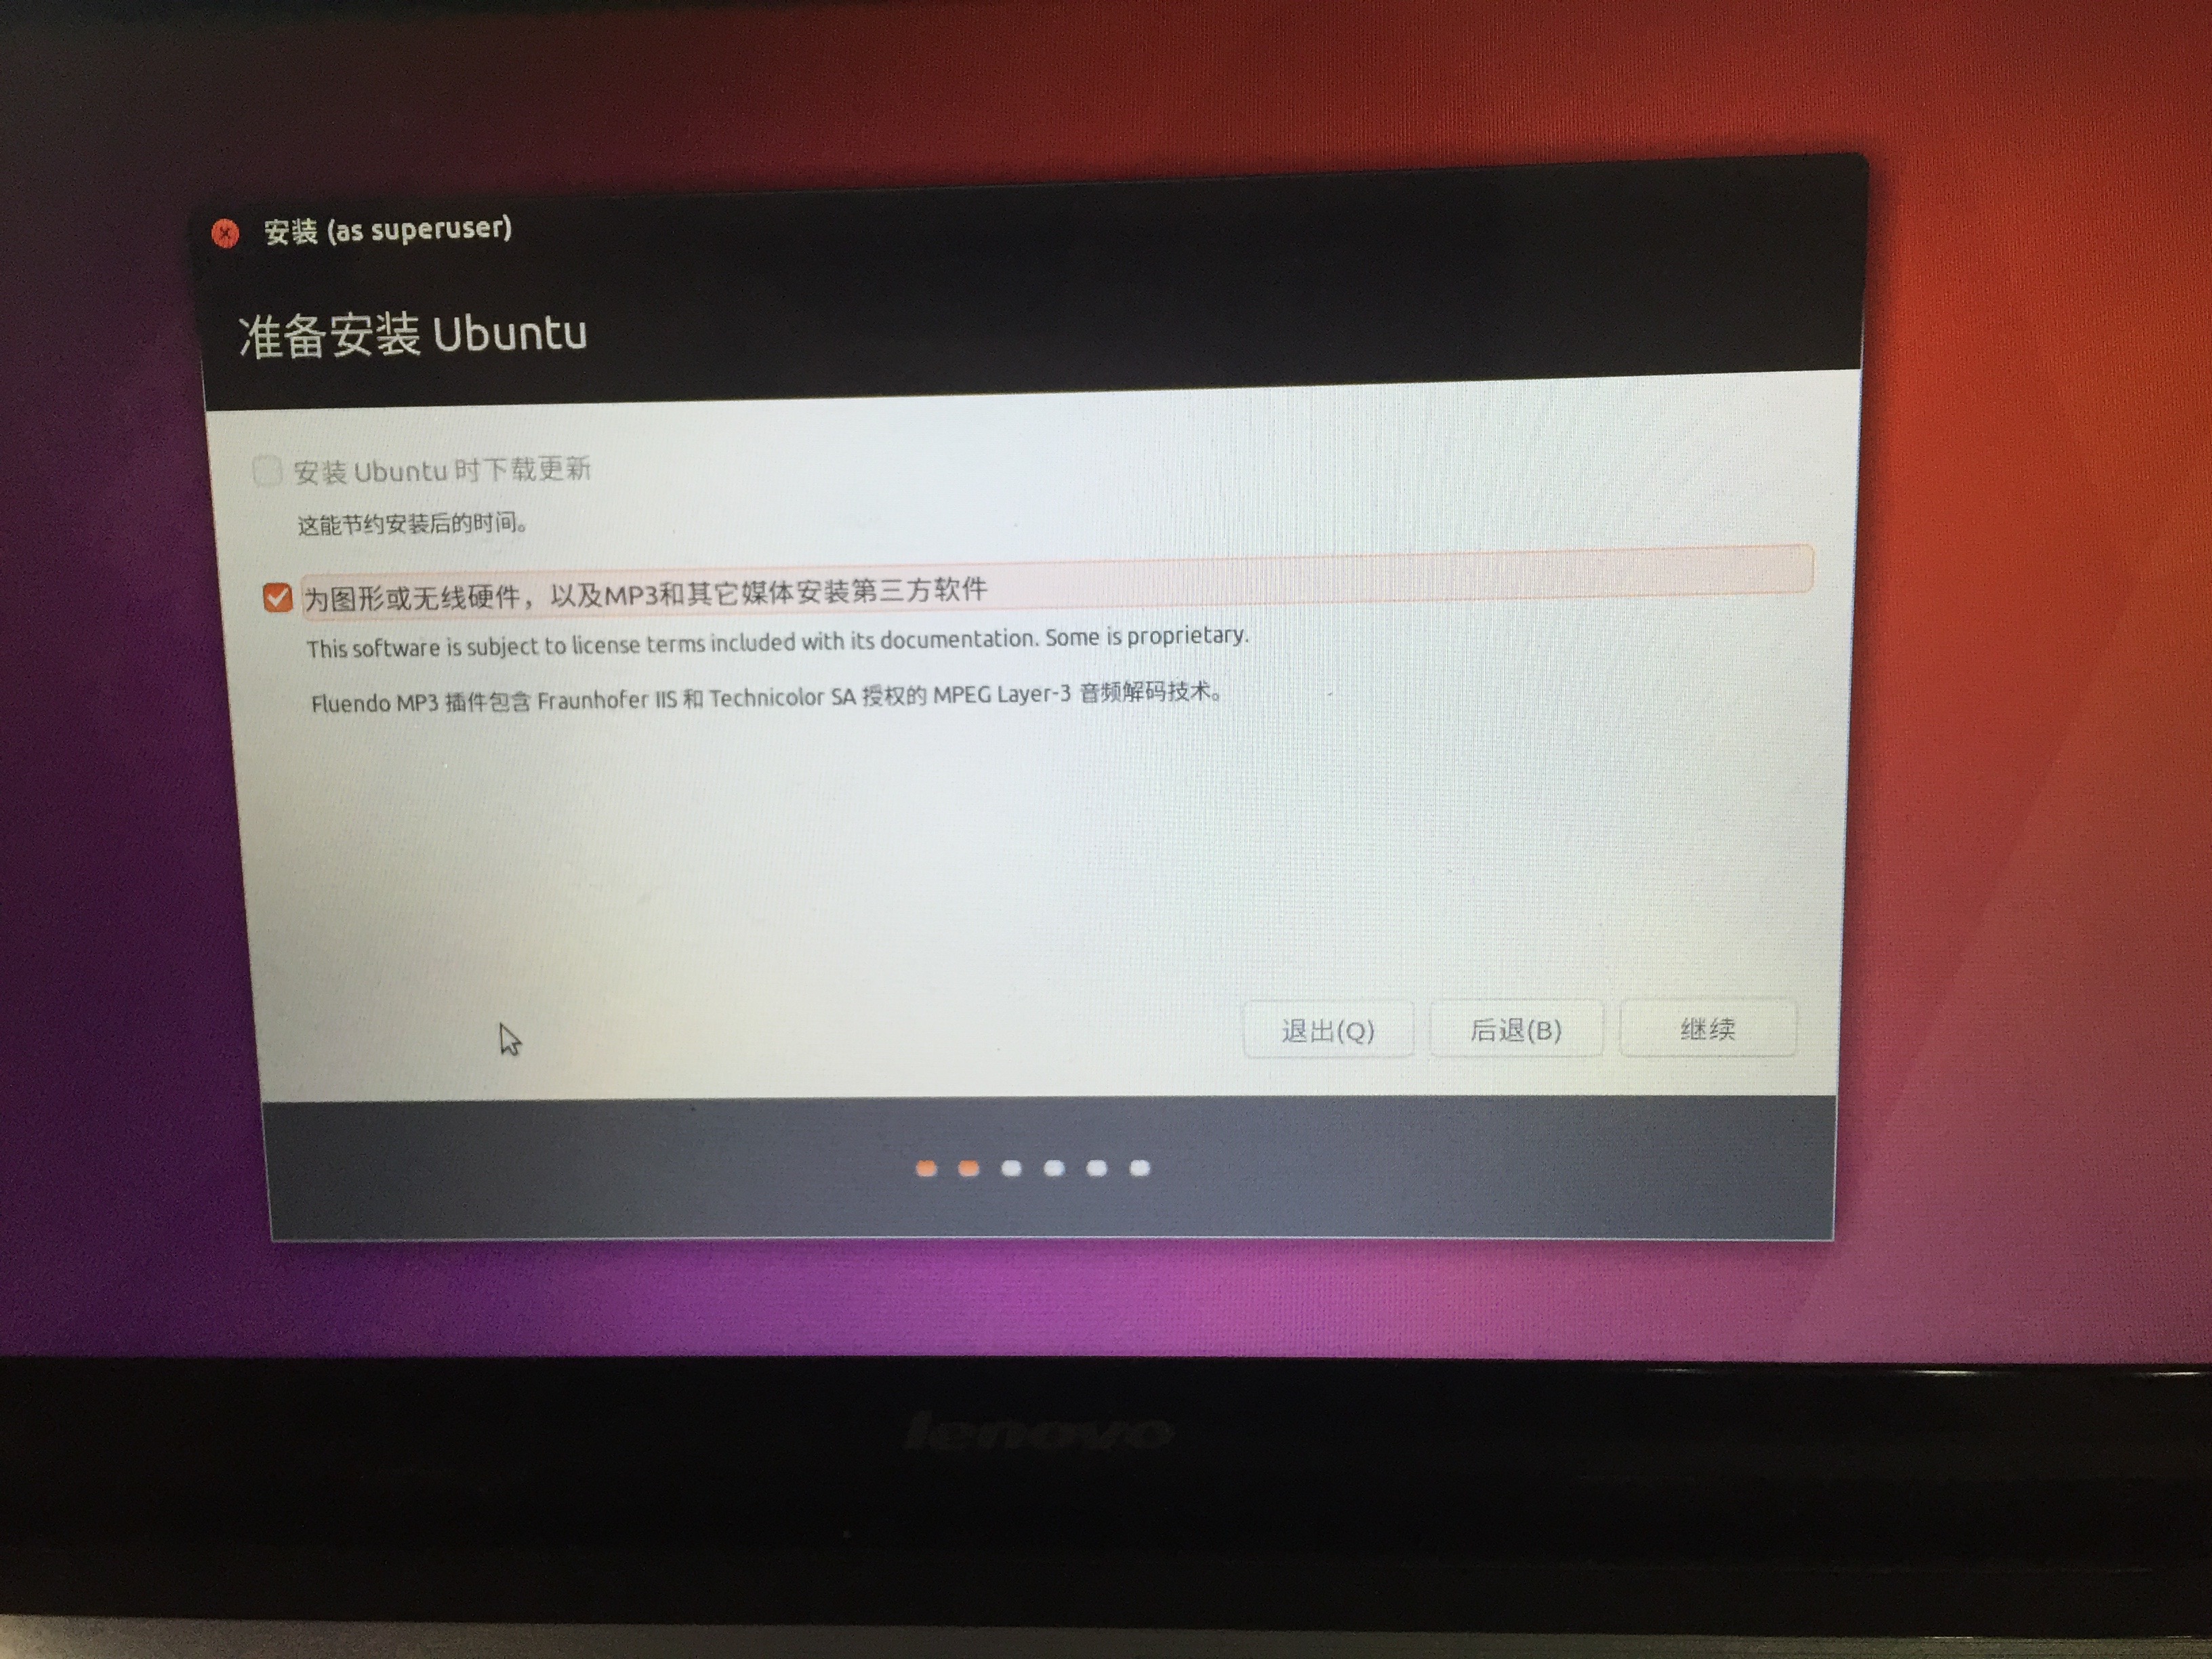 安装 (as superuser)
准备安装 Ubuntu
安装 Ubuntu 时下载更新
这能节约安装后的时间。
为图形或无线硬件，以及MP3和其它媒体安装第三方软件
This software is subject to license terms included with its documentation. Some is proprietary.
Fluendo MP3 插件包含 Fraunhofer IIS 和 Technicolor SA 授权的 MPEG Layer-3 音频解码技术。
退出(Q) 后退(B) 继续
lenovo